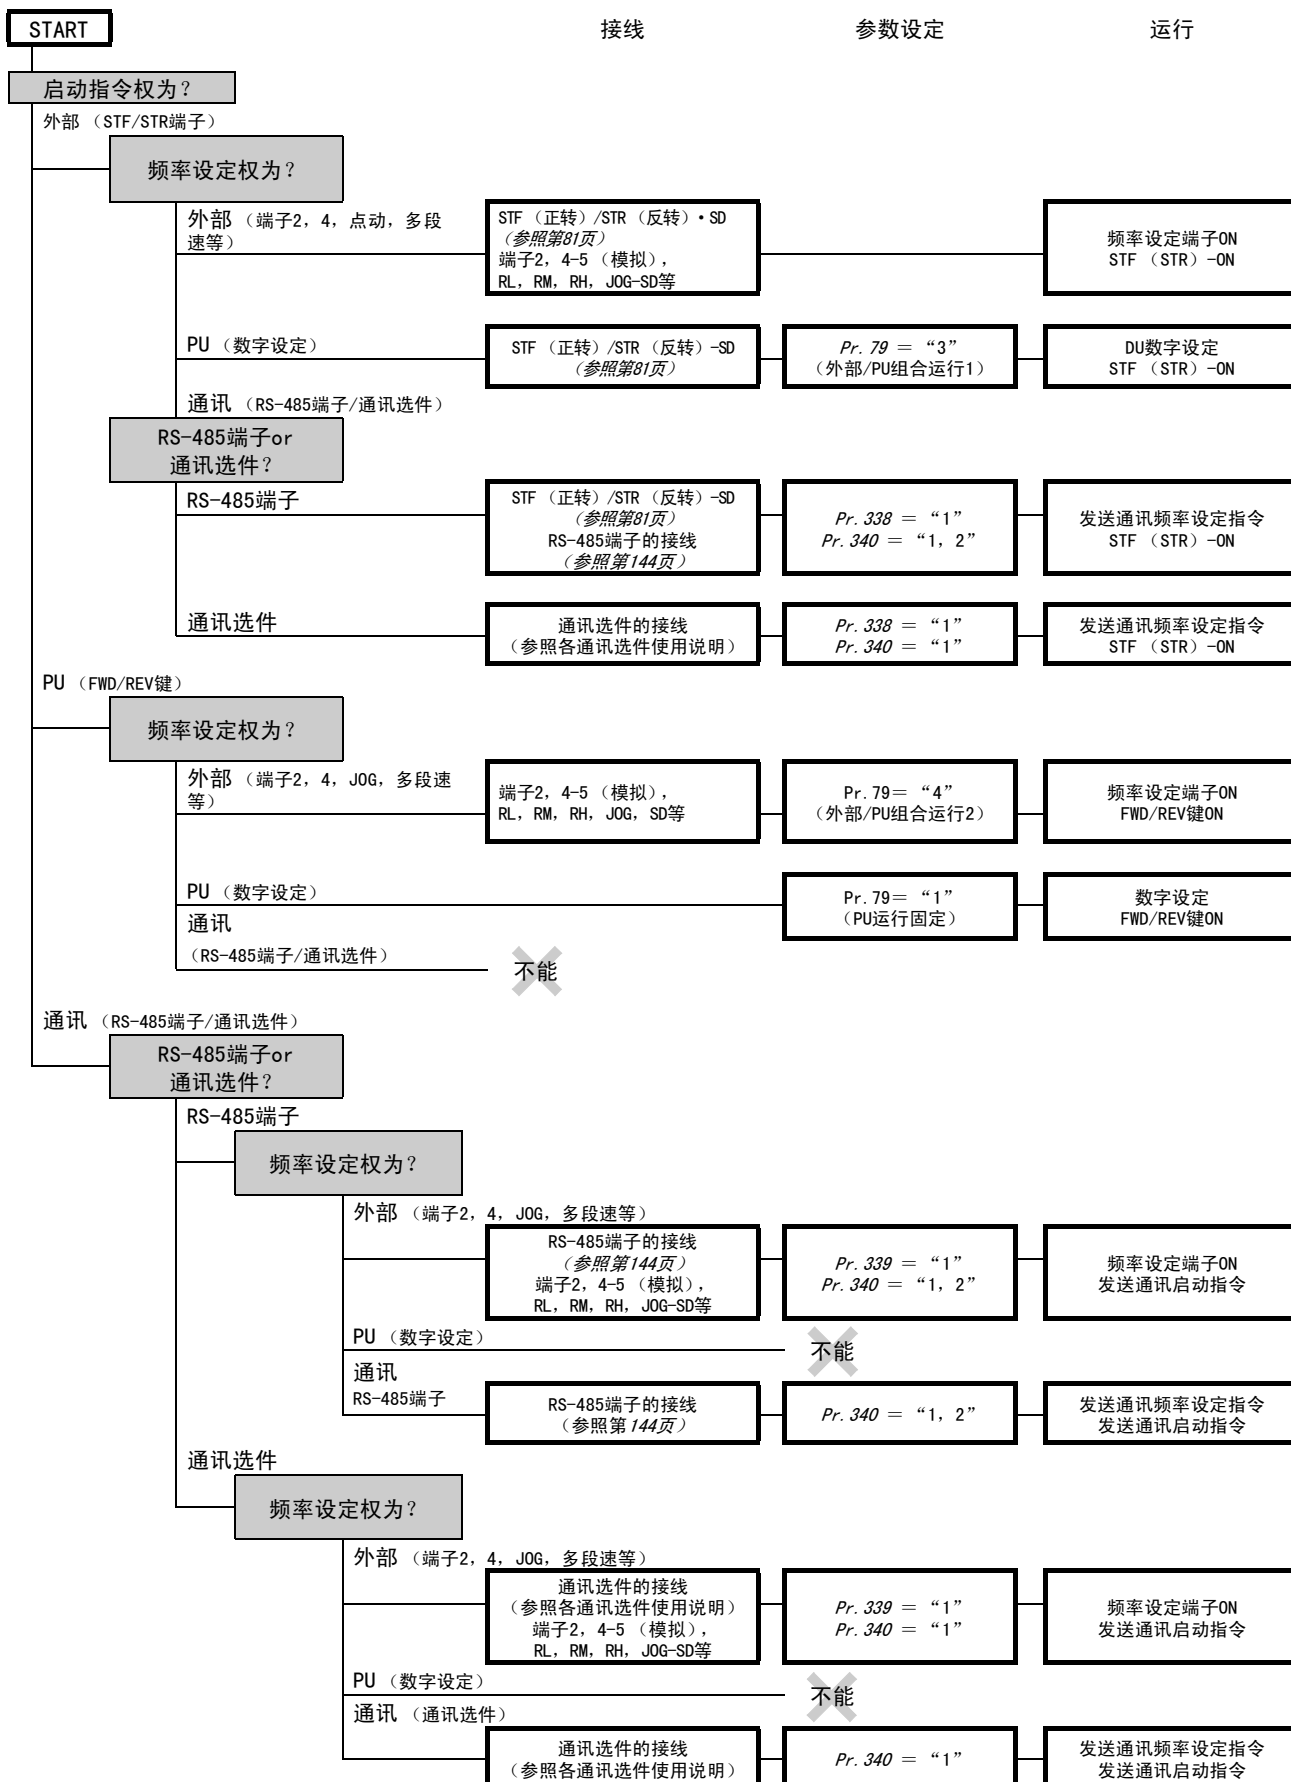 START
接线
参数设定
运行
启动指令权为？
外部 （STF/STR端子）
频率设定权为？
外部 （端子2, 4, 点动, 多段
速等）
STF （正转）/STR （反转）•SD
（参照第81页）
端子2, 4-5 （模拟）,
RL, RM, RH, JOG-SD等
频率设定端子ON
STF （STR）-ON
PU （数字设定）
STF （正转）/STR （反转）-SD
（参照第81页）
Pr. 79 = “3”
（外部/PU组合运行1）
DU数字设定
STF （STR）-ON
通讯 （RS-485端子/通讯选件）
RS-485端子or
通讯选件？
RS-485端子
STF （正转）/STR （反转）-SD
（参照第81页）
RS-485端子的接线
（参照第144页）
Pr. 338 = “1”
Pr. 340 = “1, 2”
发送通讯频率设定指令
STF （STR）-ON
通讯选件
通讯选件的接线
（参照各通讯选件使用说明）
Pr. 338 = “1”
Pr. 340 = “1”
发送通讯频率设定指令
STF （STR）-ON
PU （FWD/REV键）
频率设定权为？
外部 （端子2, 4, JOG, 多段速
等）
端子2, 4-5 （模拟）,
RL, RM, RH, JOG, SD等
Pr. 79= “4”
（外部/PU组合运行2）
频率设定端子ON
FWD/REV键ON
PU （数字设定）
Pr. 79= “1”
（PU运行固定）
数字设定
FWD/REV键ON
通讯
（RS-485端子/通讯选件）
不能
通讯 （RS-485端子/通讯选件）
RS-485端子or
通讯选件？
RS-485端子
频率设定权为？
外部 （端子2, 4, JOG, 多段速等）
RS-485端子的接线
（参照第144页）
端子2, 4-5 （模拟）,
RL, RM, RH, JOG-SD等
Pr. 339 = “1”
Pr. 340 = “1, 2”
频率设定端子ON
发送通讯启动指令
PU （数字设定）
不能
通讯
RS-485端子
RS-485端子的接线
（参照第144页）
Pr. 340 = “1, 2”
发送通讯频率设定指令
发送通讯启动指令
通讯选件
频率设定权为？
外部 （端子2, 4, JOG, 多段速等）
通讯选件的接线
（参照各通讯选件使用说明）
端子2, 4-5 （模拟）,
RL, RM, RH, JOG-SD等
Pr. 339 = “1”
Pr. 340 = “1”
频率设定端子ON
发送通讯启动指令
PU （数字设定）
不能
通讯 （通讯选件）
通讯选件的接线
（参照各通讯选件使用说明）
Pr. 340 = “1”
发送通讯频率设定指令
发送通讯启动指令